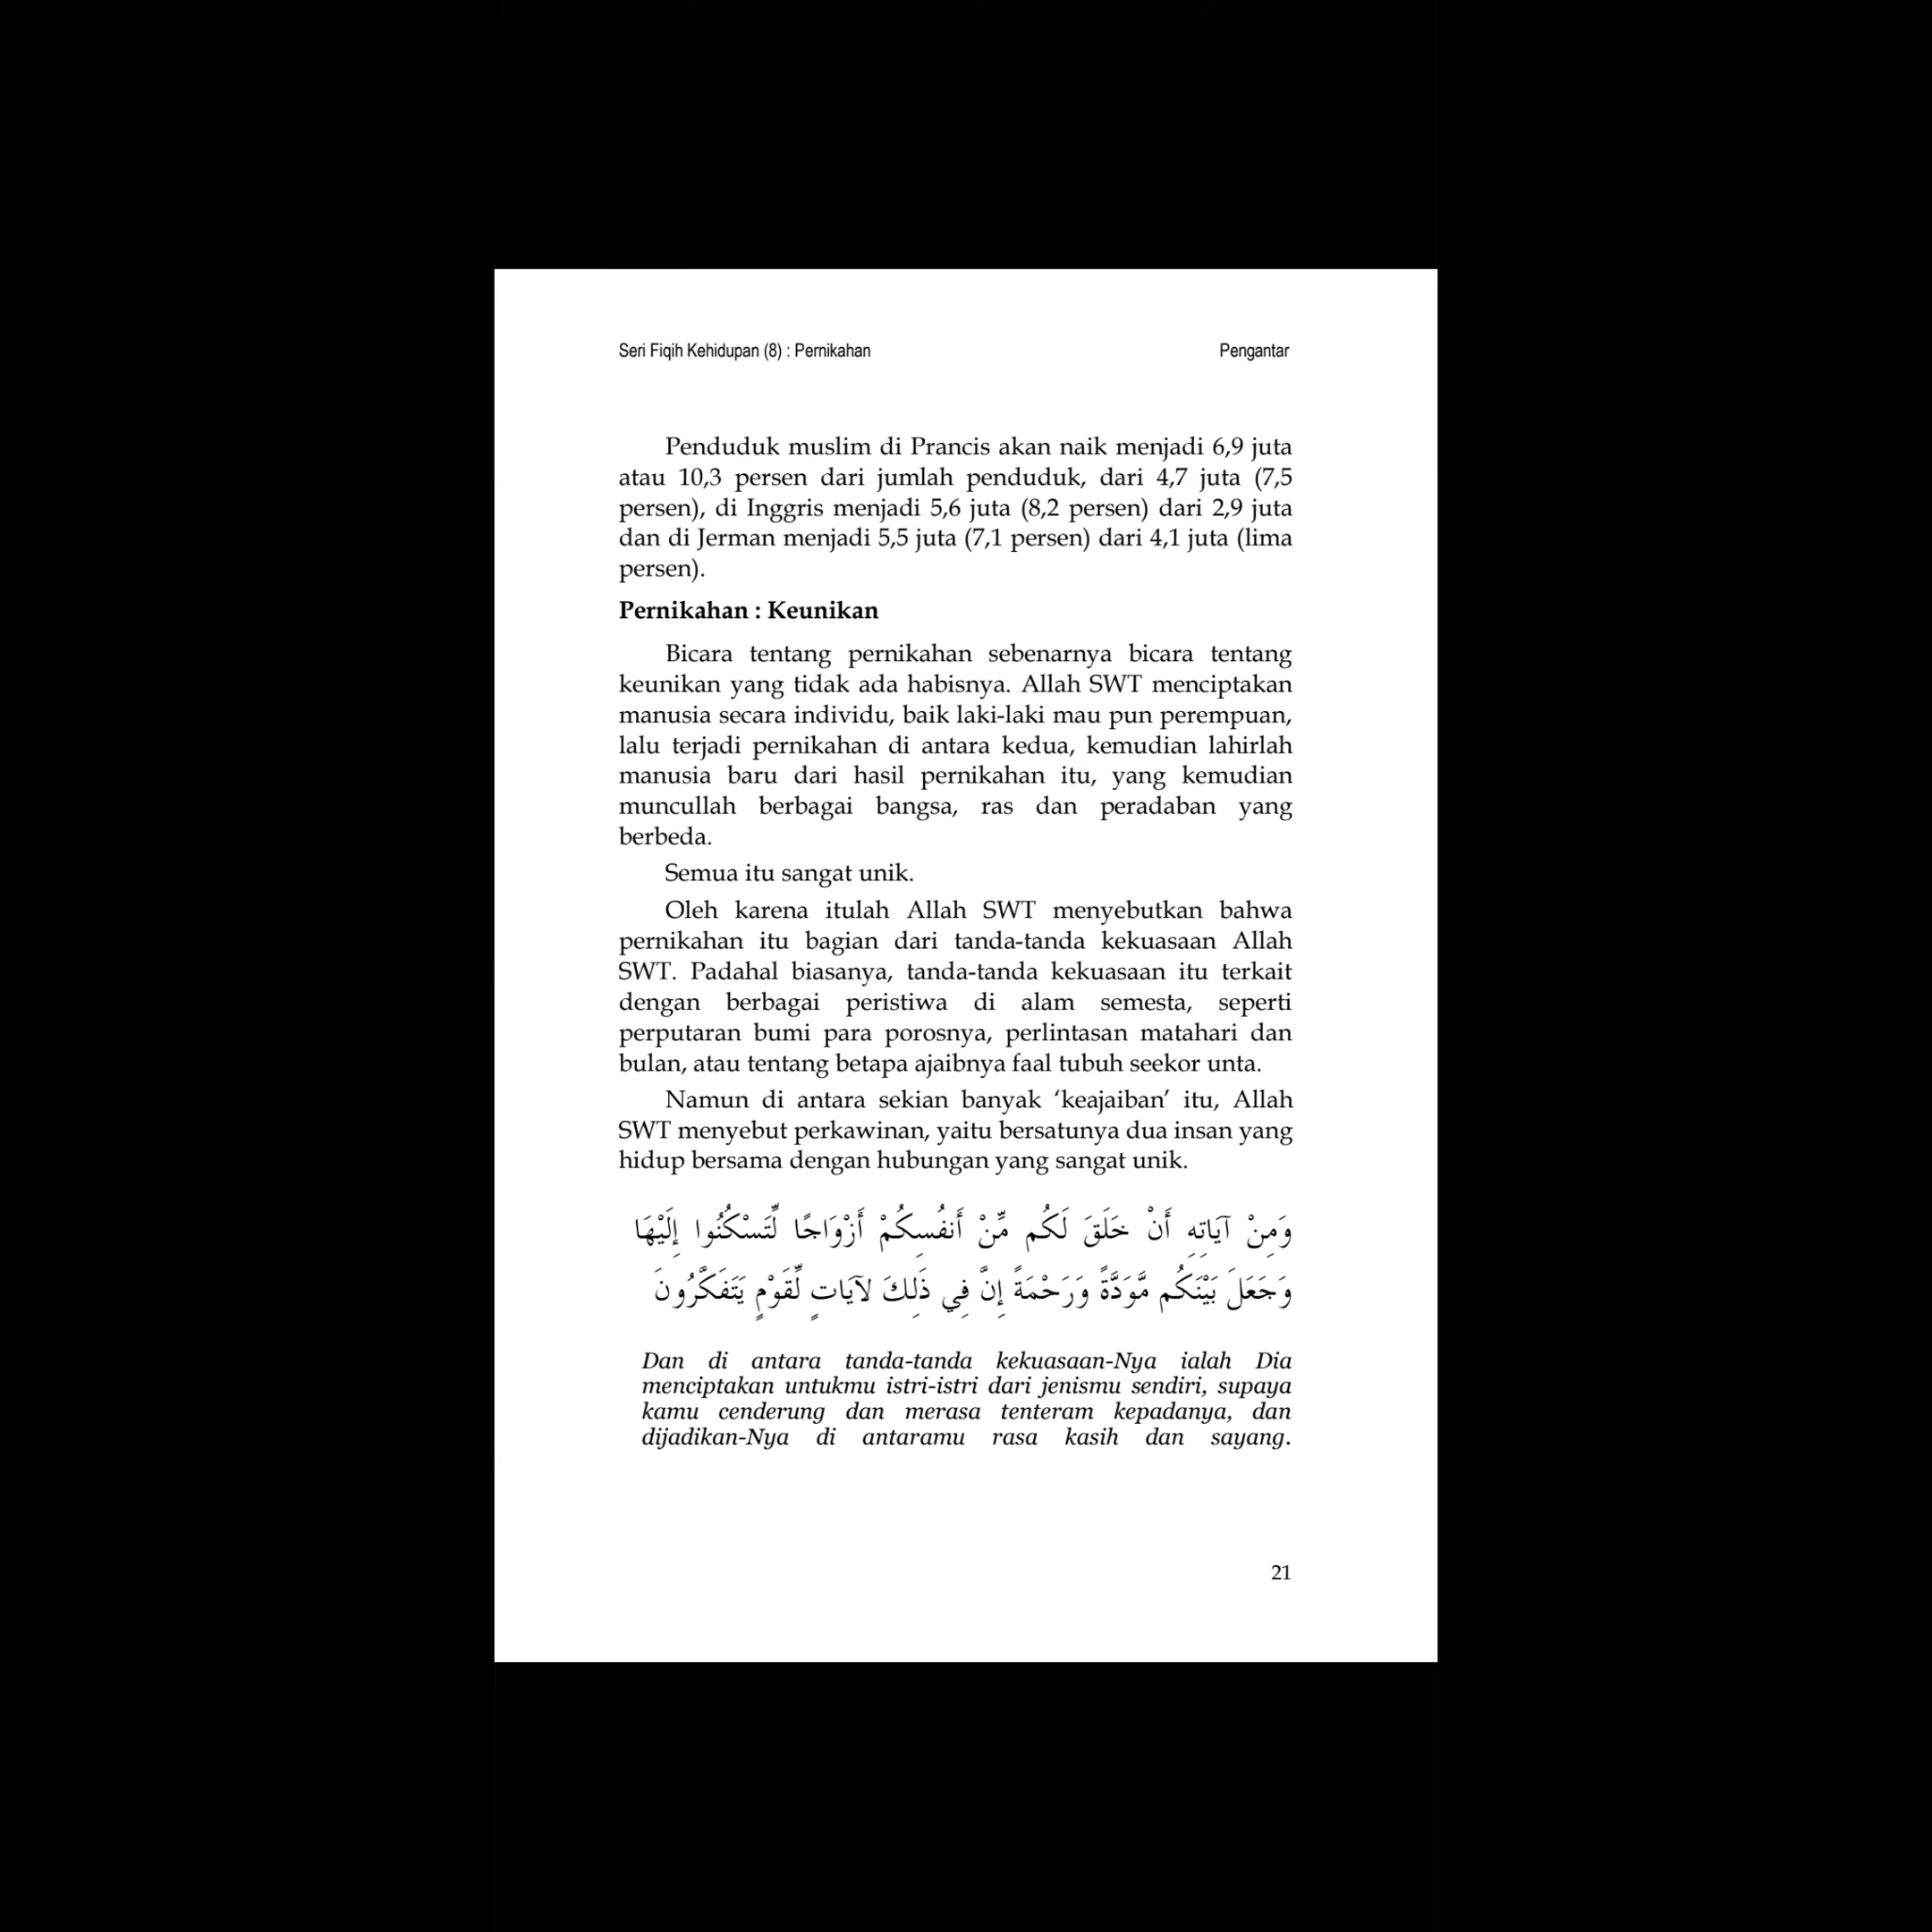 Seri Fiqih Kehidupan (8) : Pernikahan Pengantar
Penduduk muslim di Prancis akan naik menjadi 6,9 juta
atau 10,3 persen dari jumlah penduduk, dari 4,7 juta (7,5
persen), di Inggris menjadi 5,6 juta (8,2 persen) dari 2,9 juta
dan di Jerman menjadi 5,5 juta (7,1 persen) dari 4,1 juta (lima
persen).
Pernikahan : Keunikan
Bicara tentang pernikahan sebenarnya bicara tentang
keunikan yang tidak ada habisnya. Allah SWT menciptakan
manusia secara individu, baik laki-laki mau pun perempuan,
lalu terjadi pernikahan di antara kedua, kemudian lahirlah
manusia baru dari hasil pernikahan itu, yang kemudian
muncullah berbagai bangsa, ras dan peradaban yang
berbeda.
Semua itu sangat unik.
Oleh karena itulah Allah SWT menyebutkan bahwa
pernikahan itu bagian dari tanda-tanda kekuasaan Allah
SWT. Padahal biasanya, tanda-tanda kekuasaan itu terkait
dengan berbagai peristiwa di alam semesta, seperti
perputaran bumi para porosnya, perlintasan matahari dan
bulan, atau tentang betapa ajaibnya faal tubuh seekor unta.
Namun di antara sekian banyak ‘keajaiban’ itu, Allah
SWT menyebut perkawinan, yaitu bersatunya dua insan yang
hidup bersama dengan hubungan yang sangat unik.
وَمِنْ آيَاتِهِ أَنْ خَلَقَ لَكُم مِّنْ أَنفُسِكُمْ أَزْوَاجًا لِّتَسْكُنُوا إِلَيْهَا
وَجَعَلَ بَيْنَكُم مَّوَدَّةً وَرَحْمَةً إِنَّ فِي ذَلِكَ لآيَاتٍ لِّقَوْمٍ يَتَفَكَّرُونَ
Dan di antara tanda-tanda kekuasaan-Nya ialah Dia
menciptakan untukmu istri-istri dari jenismu sendiri, supaya
kamu cenderung dan merasa tenteram kepadanya, dan
dijadikan-Nya di antaramu rasa kasih dan sayang.
21